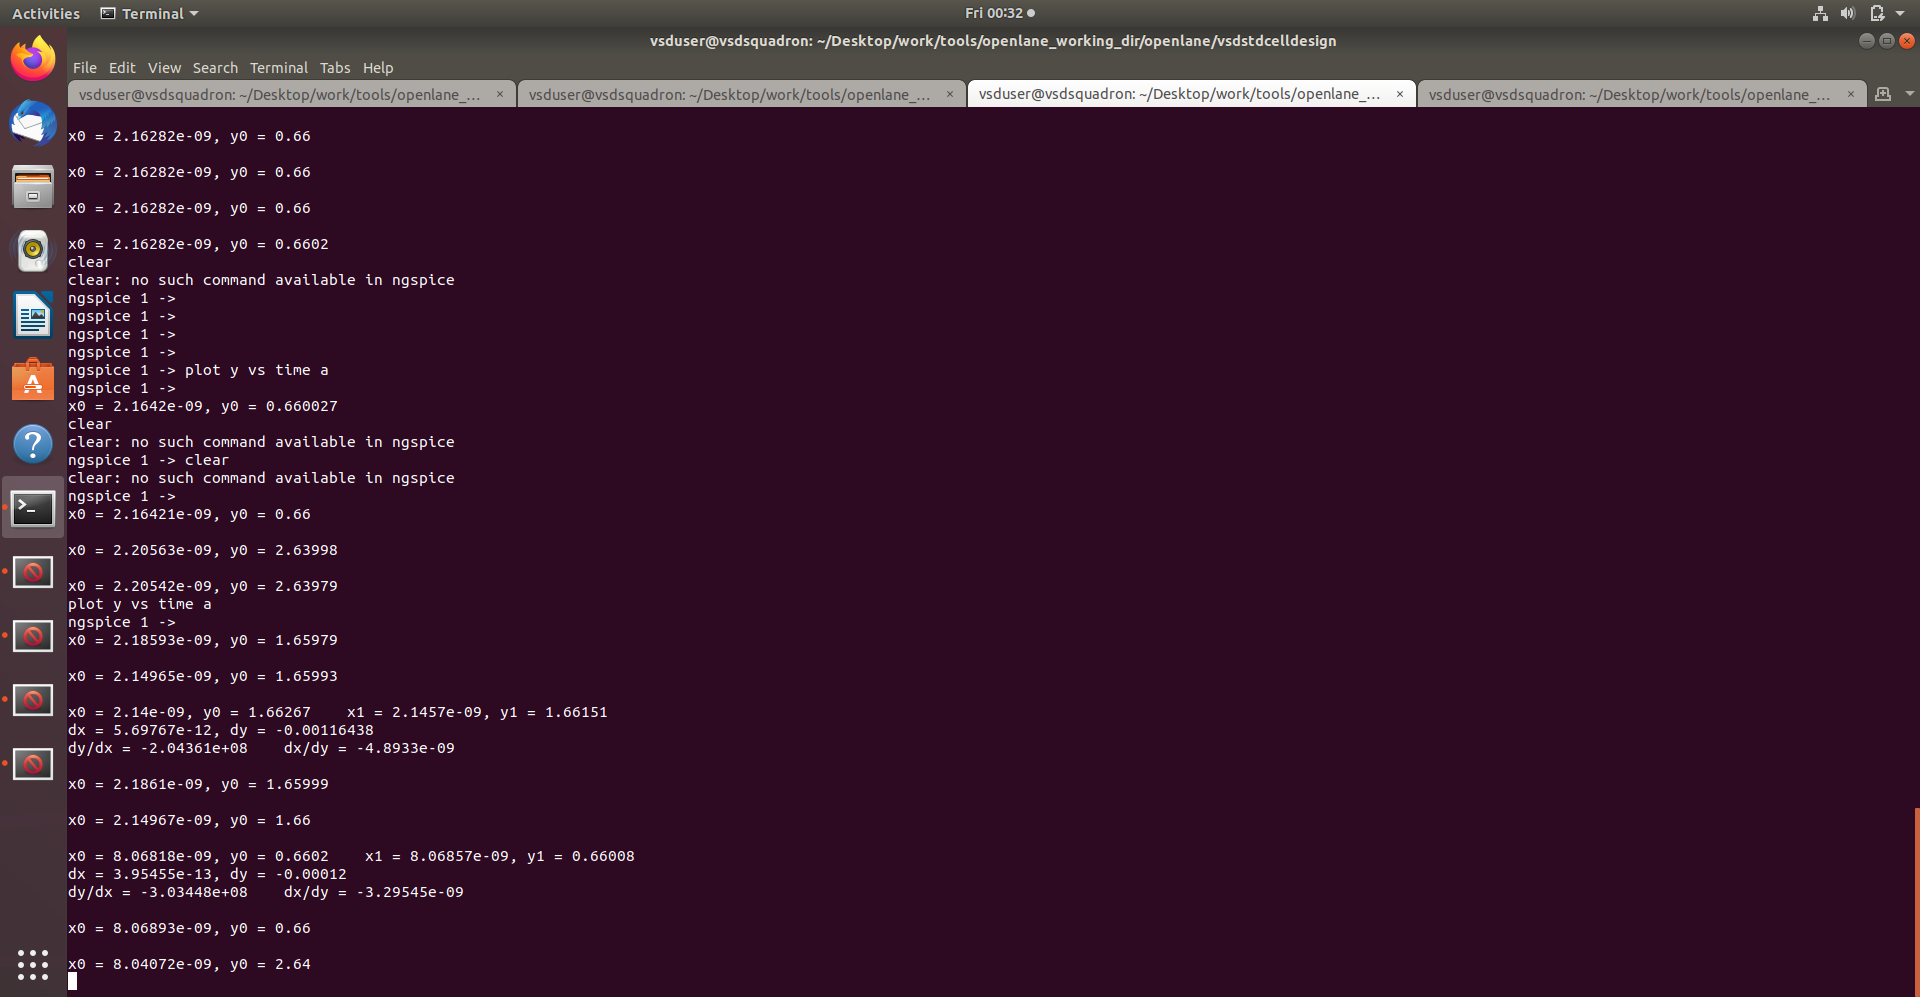 Activities Terminal Fri 00:32
vsduser@vsdsquadron: ~/Desktop/work/tools/openlane_working_dir/openlane/vsdstdcelldesign
File Edit View Search Terminal Tabs Help
vsduser@vsdsquadron: ~/Desktop/work/tools/openlane_... × vsduser@vsdsquadron: ~/Desktop/work/tools/openlane_... × vsduser@vsdsquadron: ~/Desktop/work/tools/openlane_... × vsduser@vsdsquadron: ~/Desktop/work/tools/openlane_... ×
x0 = 2.16282e-09, y0 = 0.66
x0 = 2.16282e-09, y0 = 0.66
x0 = 2.16282e-09, y0 = 0.66
x0 = 2.16282e-09, y0 = 0.6602
clear
clear: no such command available in ngspice
ngspice 1 ->
ngspice 1 ->
ngspice 1 ->
ngspice 1 ->
ngspice 1 -> plot y vs time a
ngspice 1 ->
x0 = 2.1642e-09, y0 = 0.660027
clear
clear: no such command available in ngspice
ngspice 1 -> clear
clear: no such command available in ngspice
ngspice 1 ->
x0 = 2.16421e-09, y0 = 0.66
x0 = 2.20563e-09, y0 = 2.63998
x0 = 2.20542e-09, y0 = 2.63979
plot y vs time a
ngspice 1 ->
x0 = 2.18593e-09, y0 = 1.65979
x0 = 2.14965e-09, y0 = 1.65993
x0 = 2.14e-09, y0 = 1.66267    x1 = 2.1457e-09, y1 = 1.66151
dx = 5.69767e-12, dy = -0.00116438
dy/dx = -2.04361e+08    dx/dy = -4.8933e-09
x0 = 2.1861e-09, y0 = 1.65999
x0 = 2.14967e-09, y0 = 1.66
x0 = 8.06818e-09, y0 = 0.6602    x1 = 8.06857e-09, y1 = 0.66008
dx = 3.95455e-13, dy = -0.00012
dy/dx = -3.03448e+08    dx/dy = -3.29545e-09
x0 = 8.06893e-09, y0 = 0.66
x0 = 8.04072e-09, y0 = 2.64